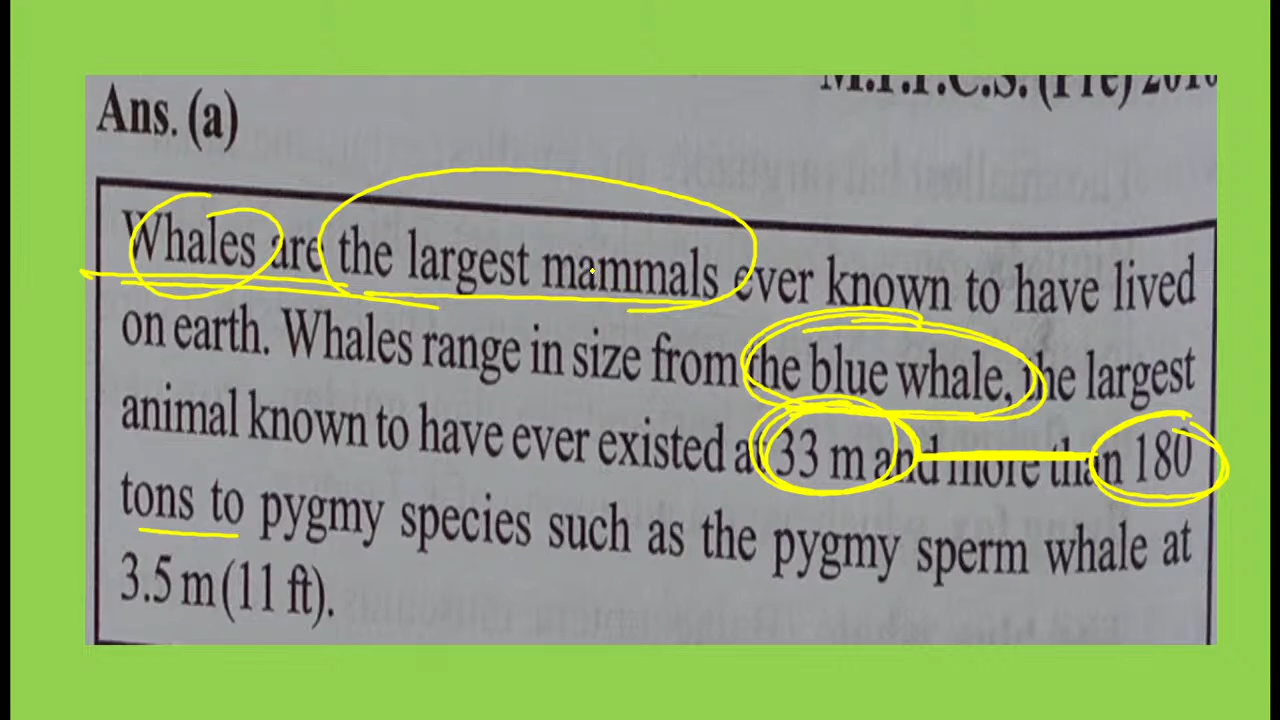 Ans. (a)
Whales are the largest mammals ever known to have lived
on earth. Whales range in size from the blue whale, the largest
animal known to have ever existed at 33 m and more than 180
tons to pygmy species such as the pygmy sperm whale at
3.5 m (11 ft).